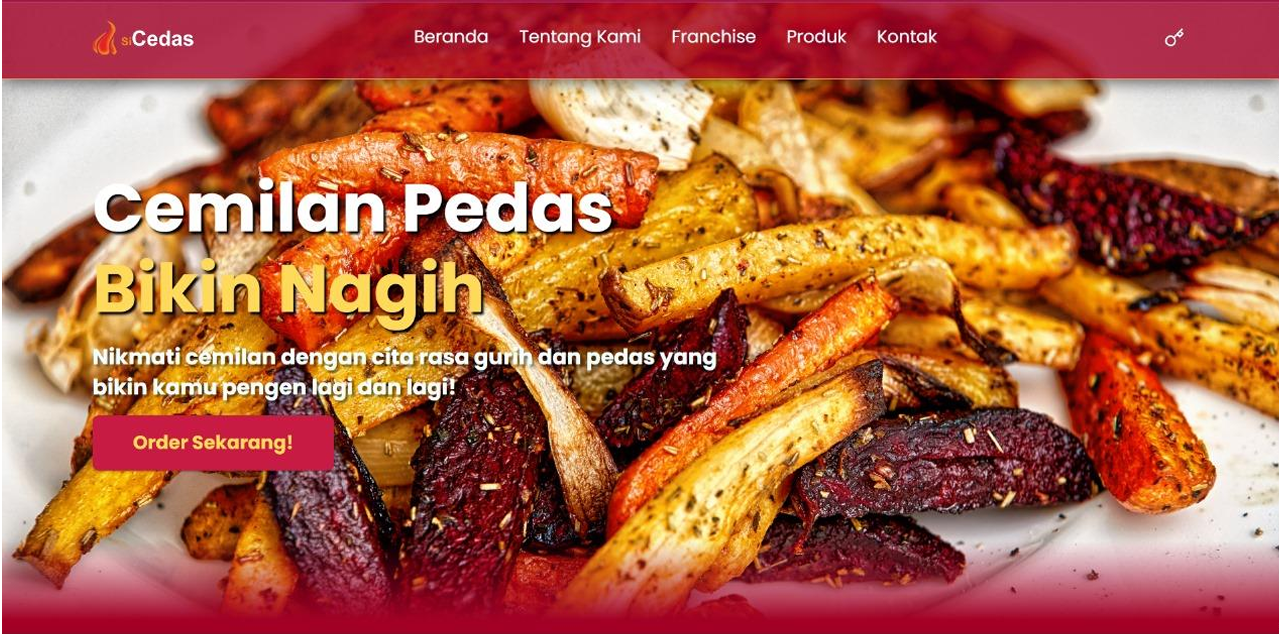 siCedas
Beranda Tentang Kami Franchise Produk Kontak
Cemilan Pedas
Bikin Nagih
Nikmati cemilan dengan cita rasa gurih dan pedas yang
bikin kamu pengen lagi dan lagi!
Order Sekarang!